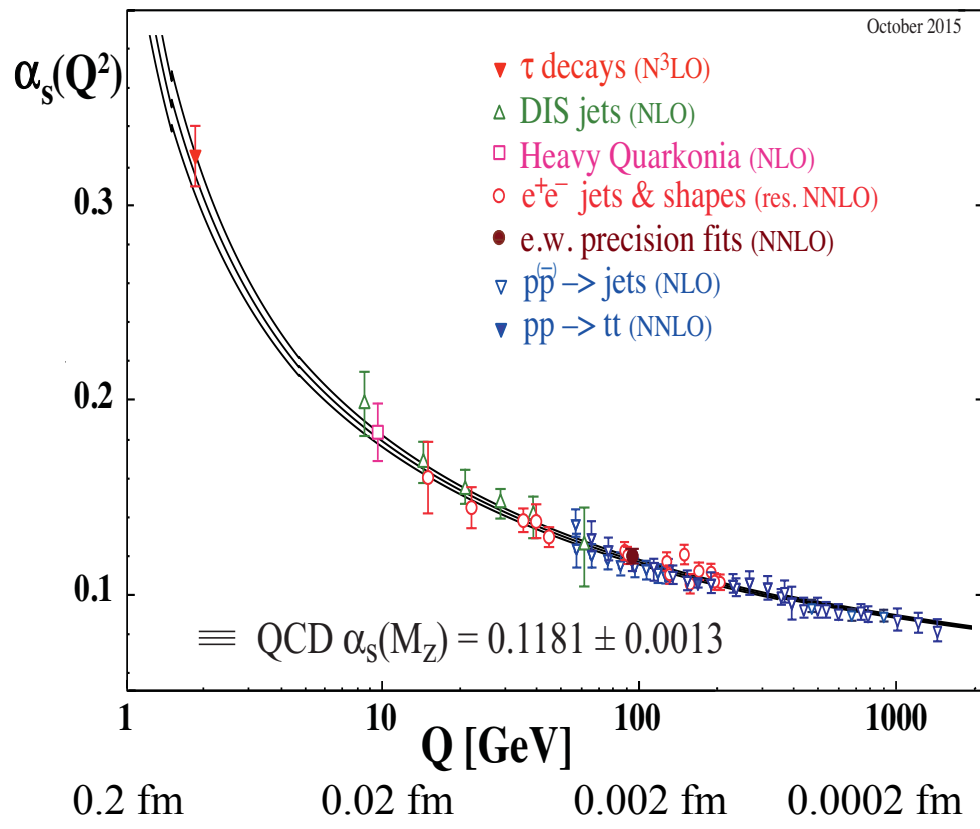 October 2015
αs(Q²)
τ decays (N³LO)
DIS jets (NLO)
Heavy Quarkonia (NLO)
e⁺e⁻ jets & shapes (res. NNLO)
e.w. precision fits (NNLO)
pp(–) –> jets (NLO)
pp –> tt (NNLO)
0.3
0.2
0.1
QCD αs(Mz) = 0.1181 ± 0.0013
1 10 100 1000
Q [GeV]
0.2 fm 0.02 fm 0.002 fm 0.0002 fm